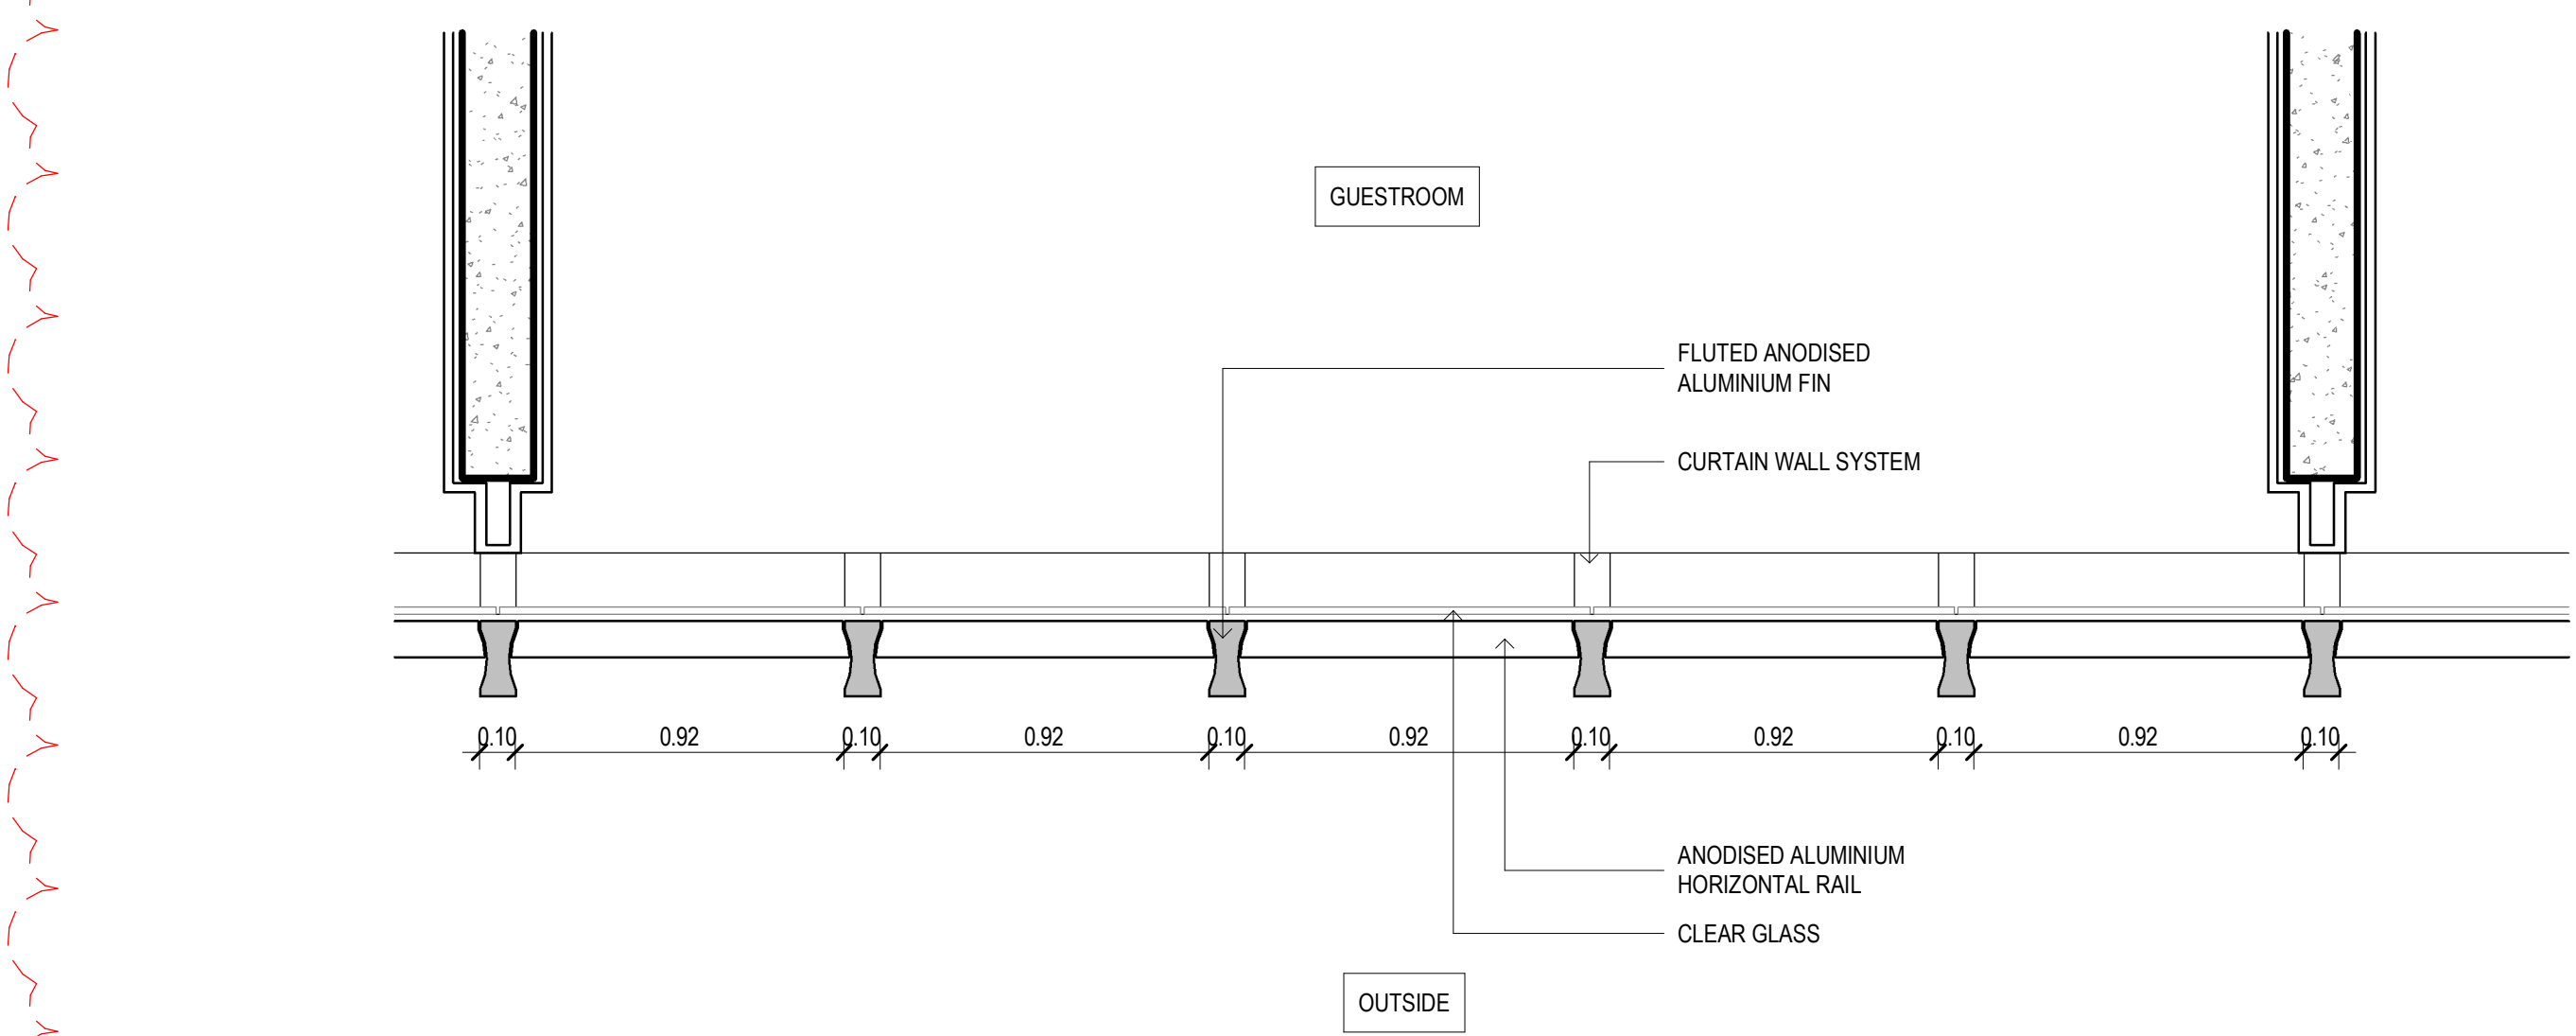 GUESTROOM
FLUTED ANODISED
ALUMINIUM FIN
CURTAIN WALL SYSTEM
0.10 0.92 0.10 0.92 0.10 0.92 0.10 0.92 0.10 0.92 0.10
ANODISED ALUMINIUM
HORIZONTAL RAIL
CLEAR GLASS
OUTSIDE